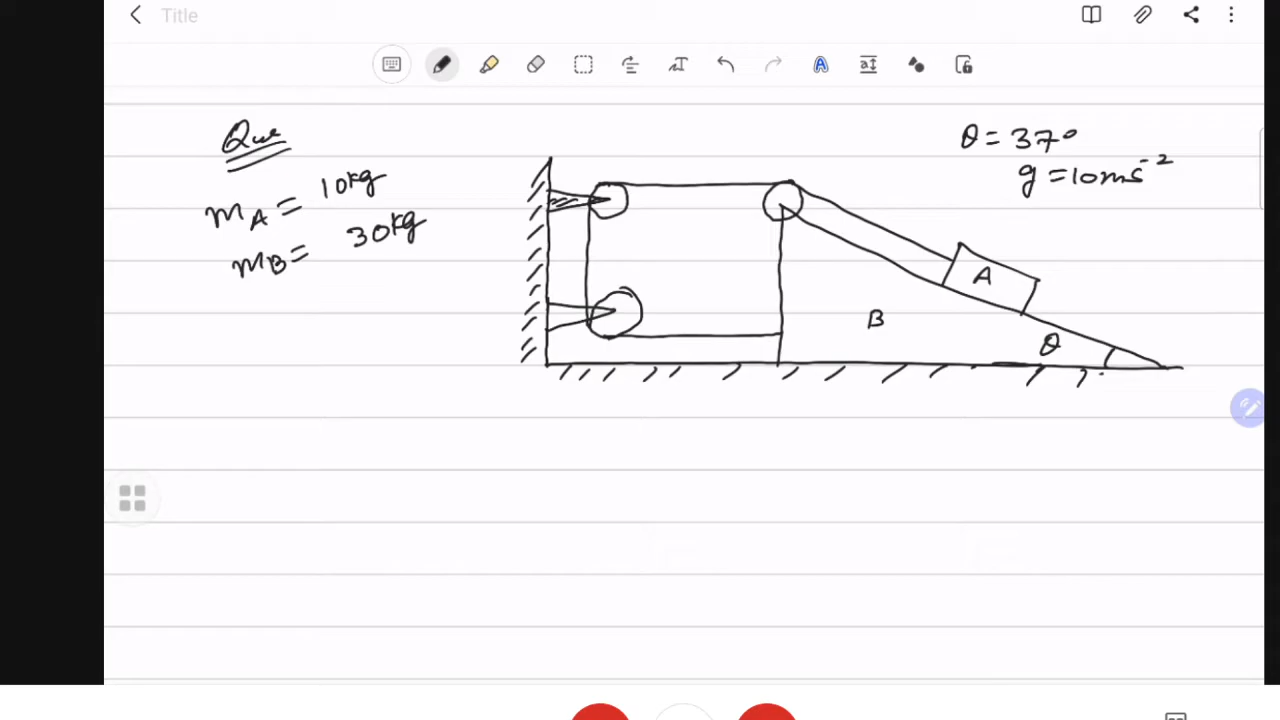 Title
Que
mA = 10kg
mB = 30kg
θ = 37°
g = 10ms⁻²
A
B
θ